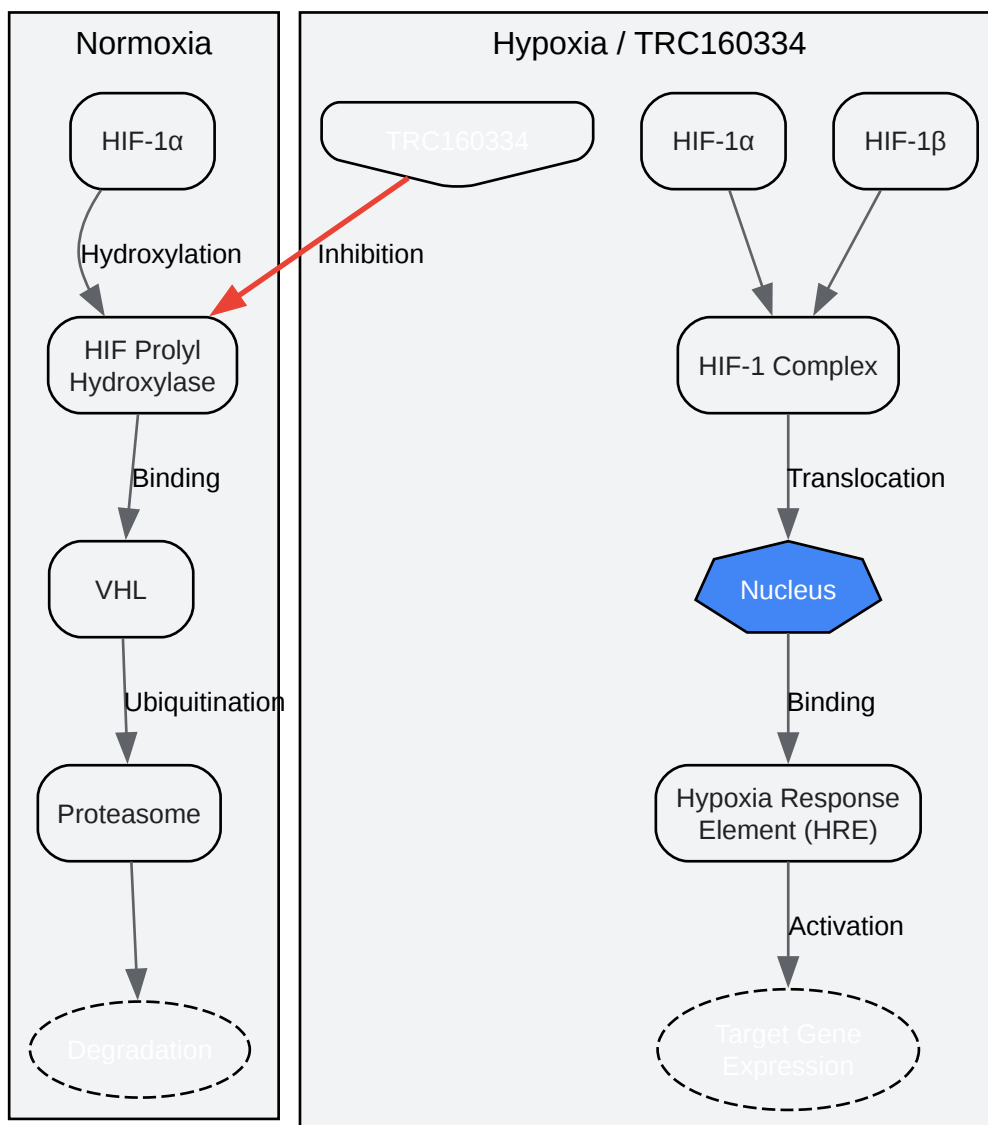 Normoxia
HIF-1α
Hydroxylation
HIF Prolyl
Hydroxylase
Binding
VHL
Ubiquitination
Proteasome
Degradation
Hypoxia / TRC160334
TRC160334
Inhibition
HIF-1α
HIF-1β
HIF-1 Complex
Translocation
Nucleus
Binding
Hypoxia Response
Element (HRE)
Activation
Target Gene
Expression